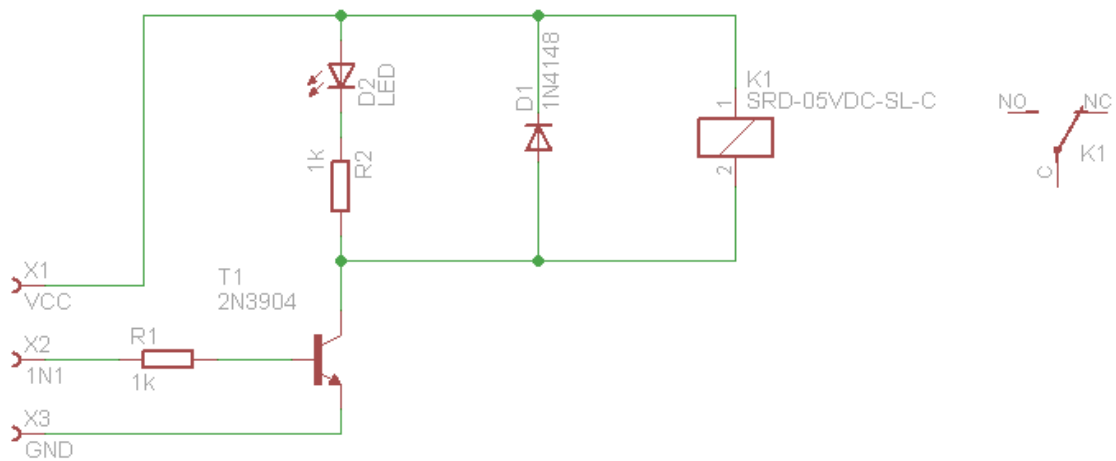 D2
LED
1k
R2
D1
1N4148
K1
SRD-05VDC-SL-C
1
2
NO
NC
K1
C
X1
VCC
T1
2N3904
X2
1N1
R1
1k
X3
GND